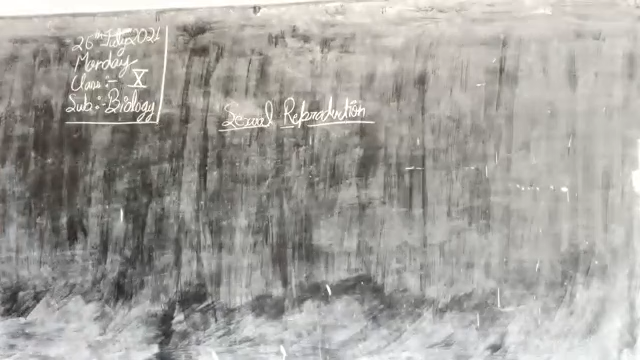 26th July 2021
Monday
Class :- X
Sub :- Biology
Sexual Reproduction